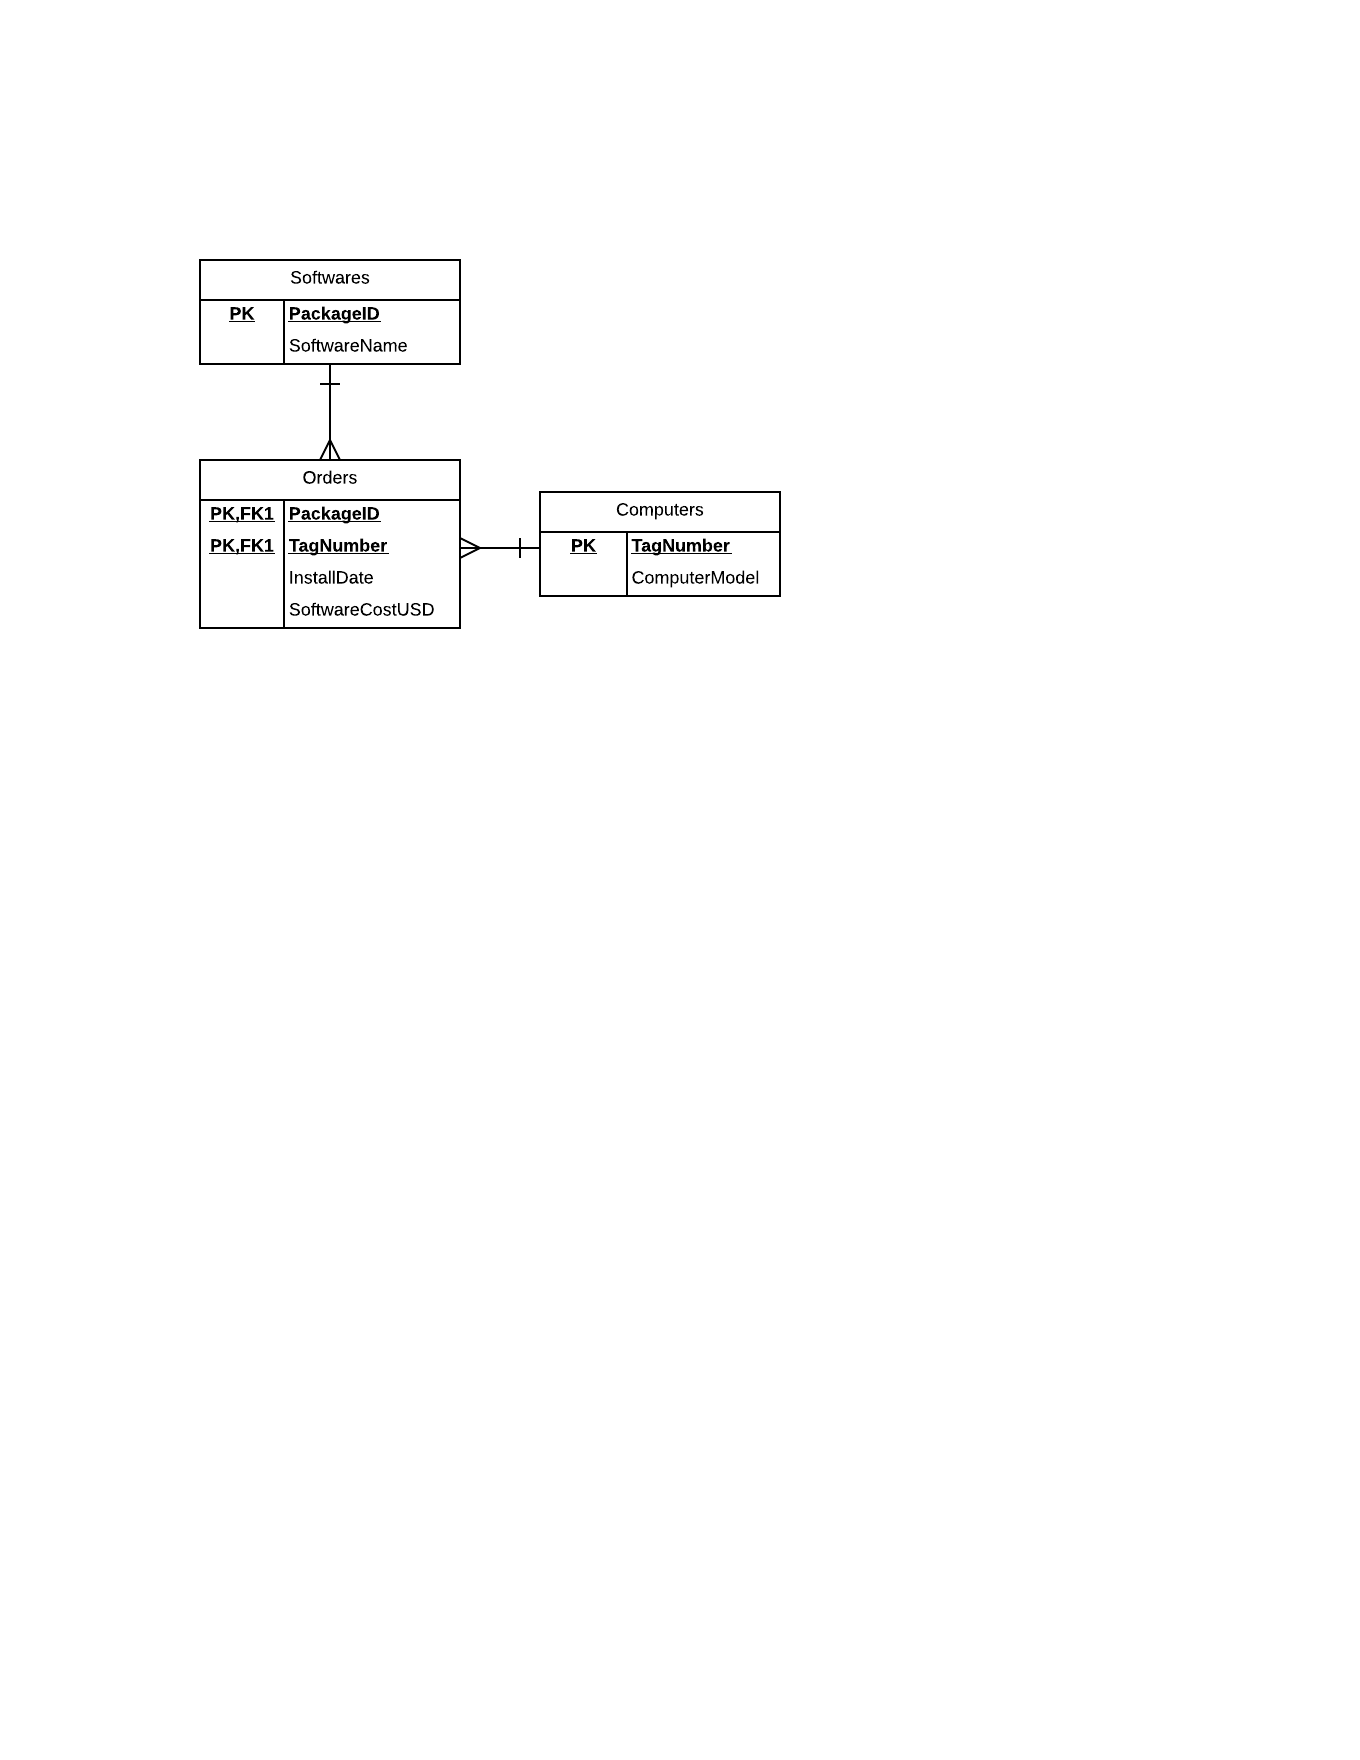 Softwares
PK PackageID
SoftwareName
Orders
PK,FK1 PackageID
PK,FK1 TagNumber
InstallDate
SoftwareCostUSD
Computers
PK TagNumber
ComputerModel